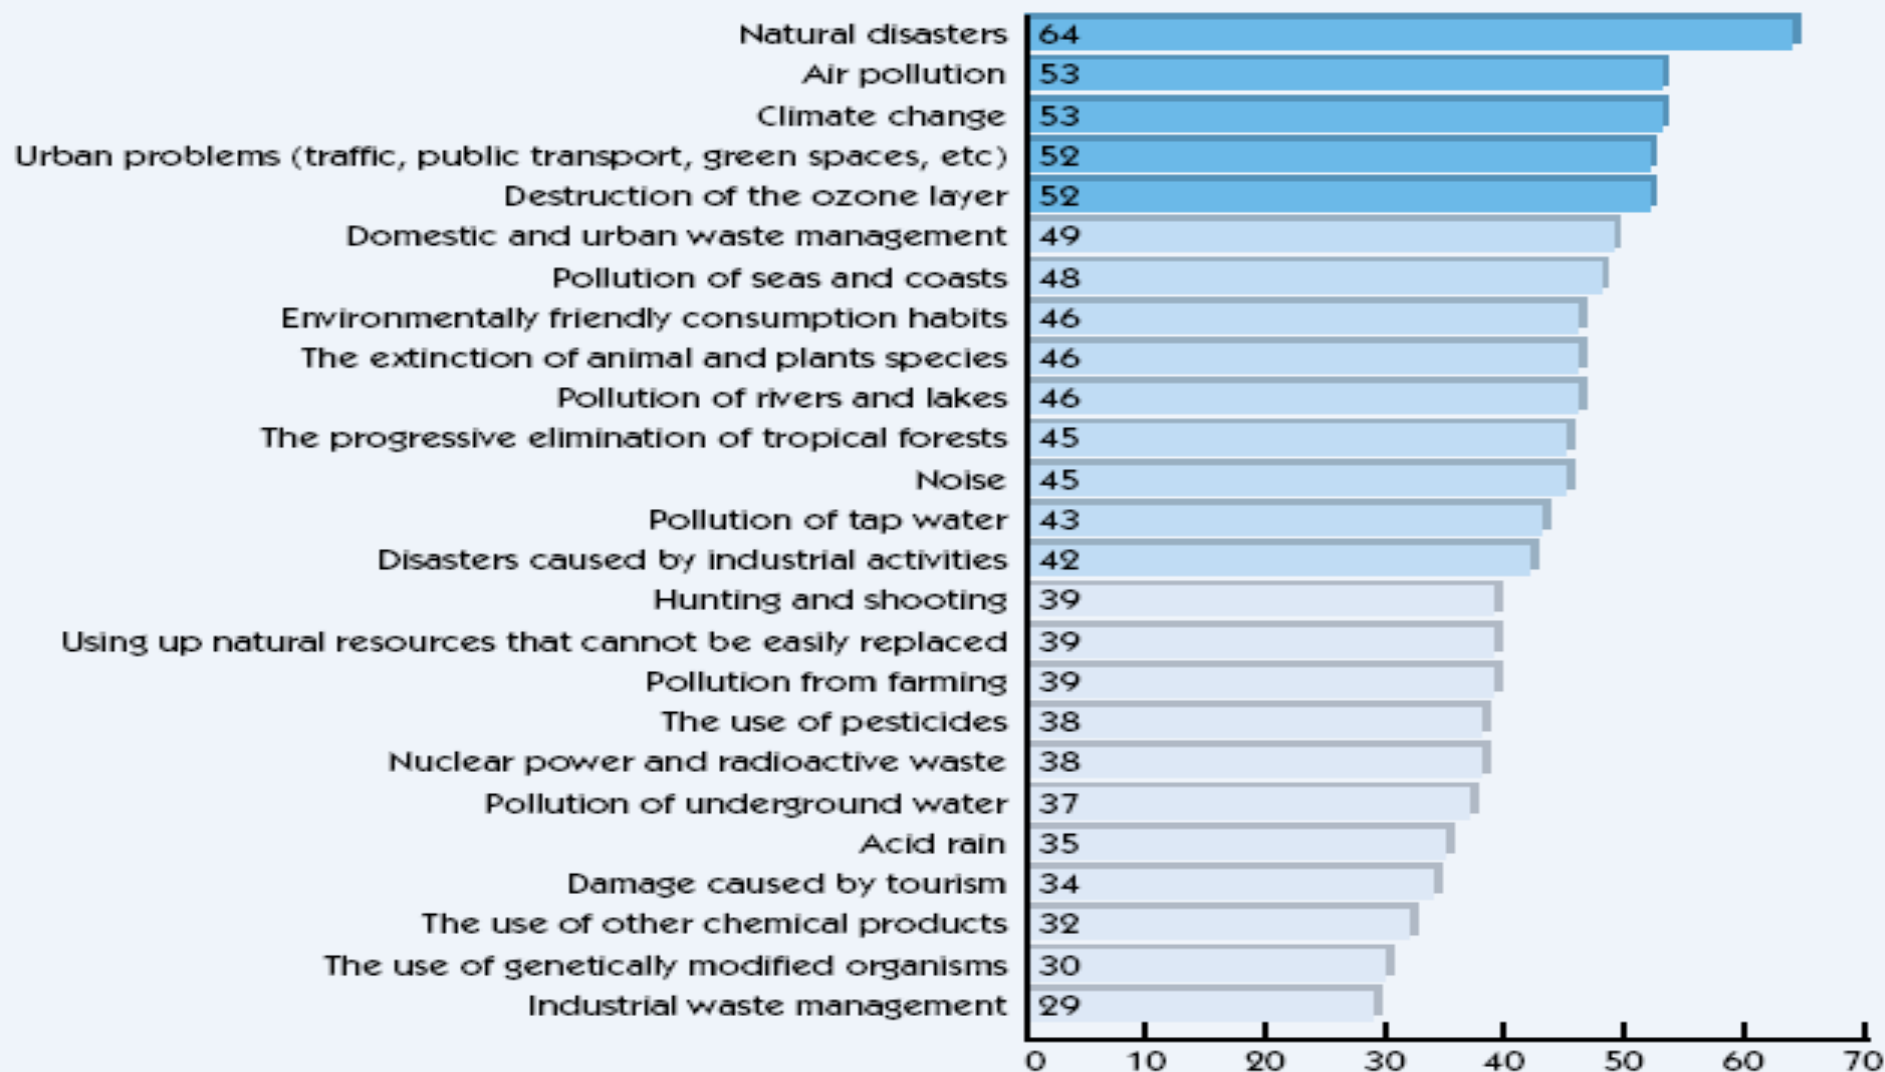 Natural disasters 64
Air pollution 53
Climate change 53
Urban problems (traffic, public transport, green spaces, etc) 52
Destruction of the ozone layer 52
Domestic and urban waste management 49
Pollution of seas and coasts 48
Environmentally friendly consumption habits 46
The extinction of animal and plants species 46
Pollution of rivers and lakes 46
The progressive elimination of tropical forests 45
Noise 45
Pollution of tap water 43
Disasters caused by industrial activities 42
Hunting and shooting 39
Using up natural resources that cannot be easily replaced 39
Pollution from farming 39
The use of pesticides 38
Nuclear power and radioactive waste 38
Pollution of underground water 37
Acid rain 35
Damage caused by tourism 34
The use of other chemical products 32
The use of genetically modified organisms 30
Industrial waste management 29
0 10 20 30 40 50 60 70